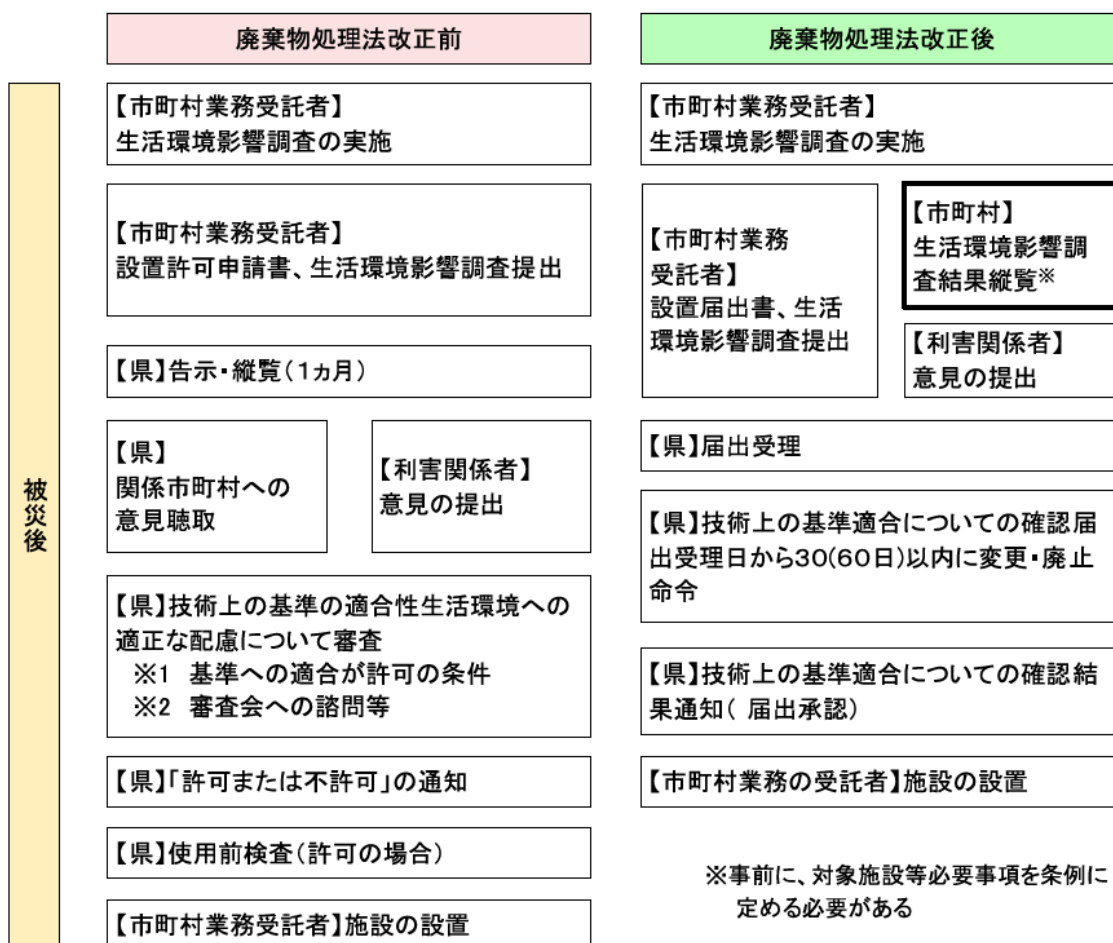 廃棄物処理法改正前
廃棄物処理法改正後
被災後
【市町村業務受託者】
生活環境影響調査の実施
【市町村業務受託者】
設置許可申請書、生活環境影響調査提出
【県】告示・縦覧(1ヵ月)
【県】
関係市町村への
意見聴取
【利害関係者】
意見の提出
【県】技術上の基準の適合性生活環境への
適正な配慮について審査
※1 基準への適合が許可の条件
※2 審査会への諮問等
【県】「許可または不許可」の通知
【県】使用前検査(許可の場合)
【市町村業務受託者】施設の設置
【市町村業務受託者】
生活環境影響調査の実施
【市町村業務
受託者】
設置届出書、生活
環境影響調査提出
【市町村】
生活環境影響調
査結果縦覧※
【利害関係者】
意見の提出
【県】届出受理
【県】技術上の基準適合についての確認届
出受理日から30(60日)以内に変更・廃止
命令
【県】技術上の基準適合についての確認結
果通知( 届出承認)
【市町村業務の受託者】施設の設置
※事前に、対象施設等必要事項を条例に
定める必要がある